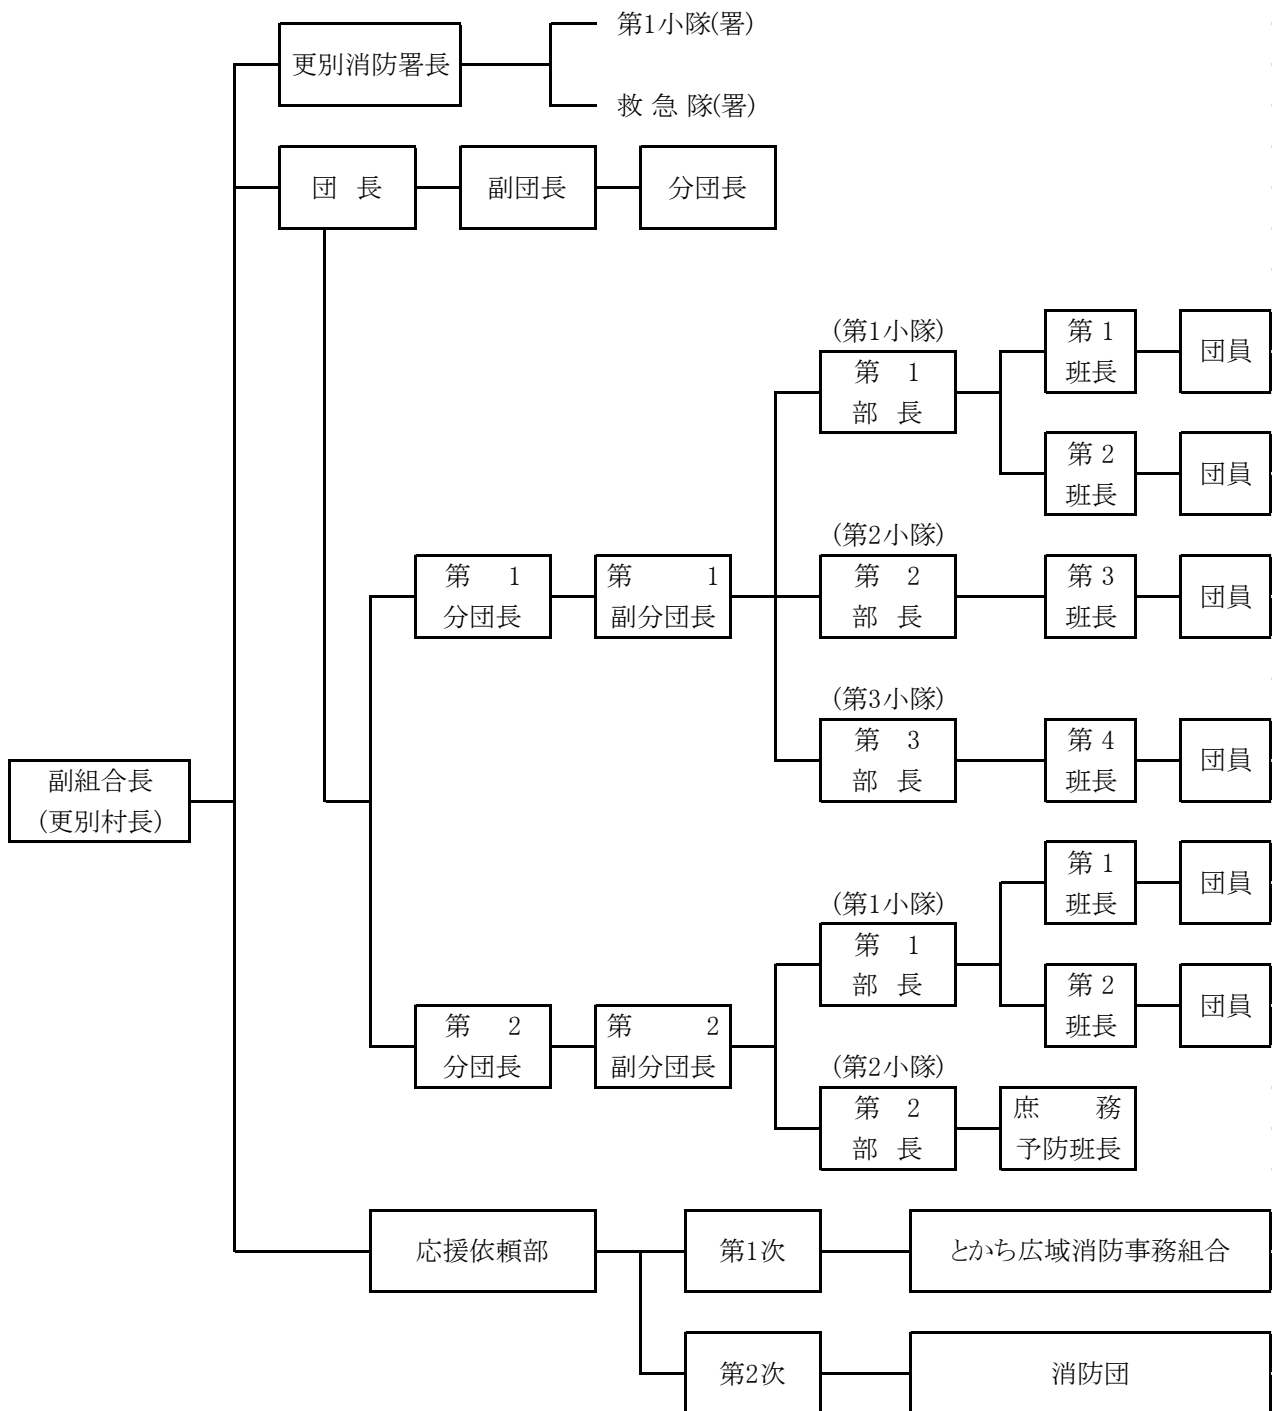 第1小隊(署)
更別消防署長
救 急 隊(署)
団 長
副団長
分団長
(第1小隊)
第 1
部 長
第 1
班長
団員
第 2
班長
団員
(第2小隊)
第 1
分団長
第 1
副分団長
第 2
部 長
第 3
班長
団員
(第3小隊)
第 3
部 長
第 4
班長
団員
副組合長
(更別村長)
(第1小隊)
第 1
部 長
第 1
班長
団員
第 2
班長
団員
第 2
分団長
第 2
副分団長
(第2小隊)
第 2
部 長
庶 務
予防班長
応援依頼部
第1次
とかち広域消防事務組合
第2次
消防団